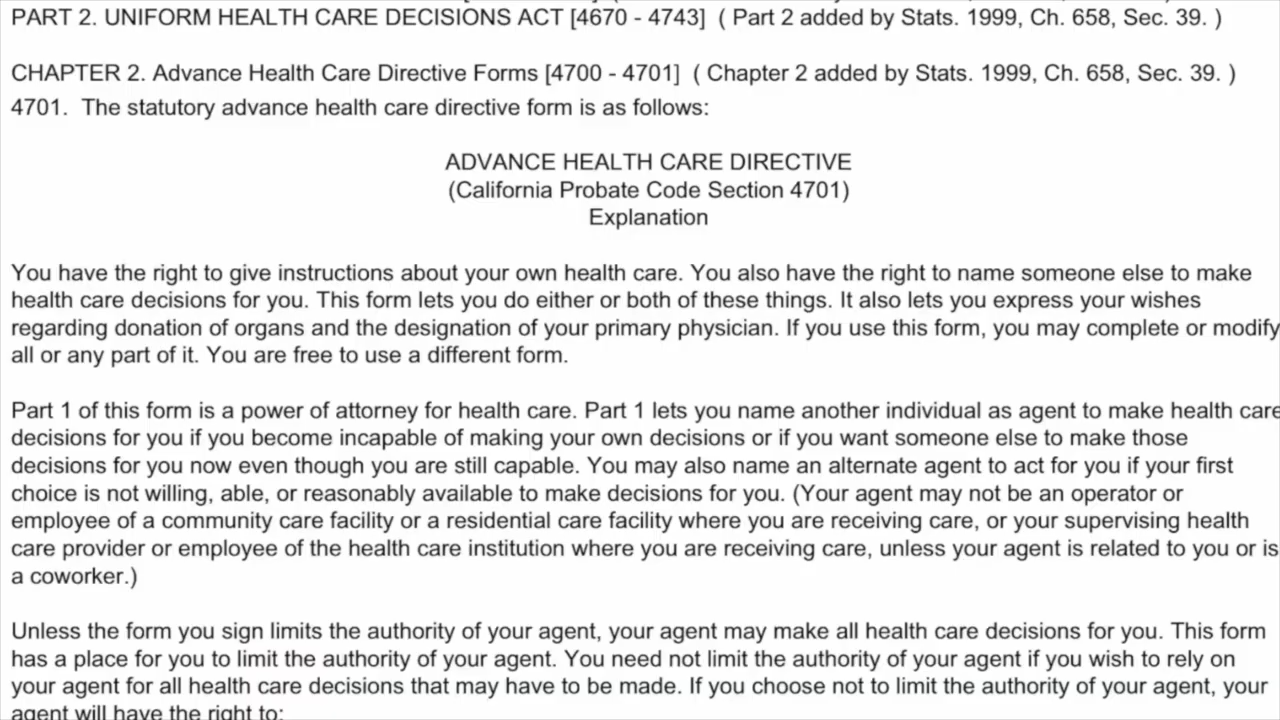 PART 2. UNIFORM HEALTH CARE DECISIONS ACT [4670 - 4743]  ( Part 2 added by Stats. 1999, Ch. 658, Sec. 39. )
CHAPTER 2. Advance Health Care Directive Forms [4700 - 4701]  ( Chapter 2 added by Stats. 1999, Ch. 658, Sec. 39. )
4701.  The statutory advance health care directive form is as follows:
ADVANCE HEALTH CARE DIRECTIVE
(California Probate Code Section 4701)
Explanation
You have the right to give instructions about your own health care. You also have the right to name someone else to make
health care decisions for you. This form lets you do either or both of these things. It also lets you express your wishes
regarding donation of organs and the designation of your primary physician. If you use this form, you may complete or modify
all or any part of it. You are free to use a different form.
Part 1 of this form is a power of attorney for health care. Part 1 lets you name another individual as agent to make health care
decisions for you if you become incapable of making your own decisions or if you want someone else to make those
decisions for you now even though you are still capable. You may also name an alternate agent to act for you if your first
choice is not willing, able, or reasonably available to make decisions for you. (Your agent may not be an operator or
employee of a community care facility or a residential care facility where you are receiving care, or your supervising health
care provider or employee of the health care institution where you are receiving care, unless your agent is related to you or is
a coworker.)
Unless the form you sign limits the authority of your agent, your agent may make all health care decisions for you. This form
has a place for you to limit the authority of your agent. You need not limit the authority of your agent if you wish to rely on
your agent for all health care decisions that may have to be made. If you choose not to limit the authority of your agent, your
agent will have the right to: